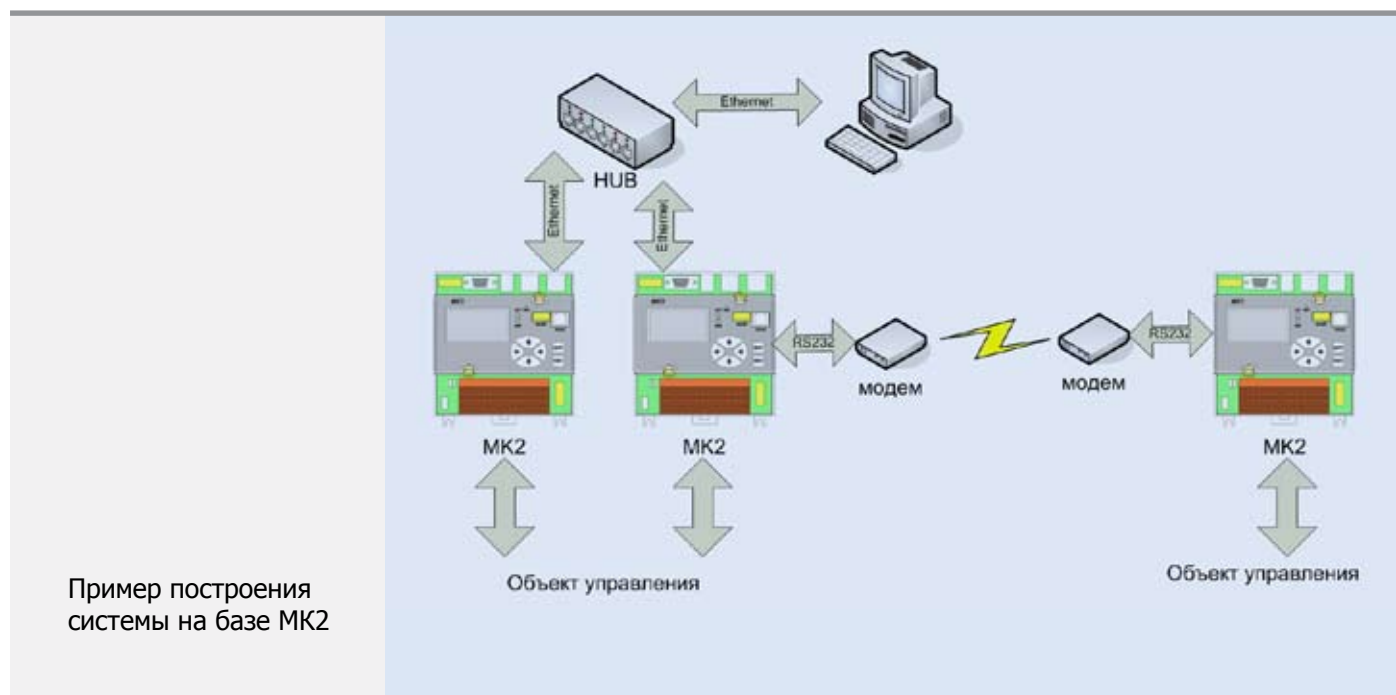 Ethernet
HUB
Ethernet
Ethernet
RS232
модем
модем
RS232
МК2
МК2
МК2
Объект управления
Объект управления
Пример построения
системы на базе МК2